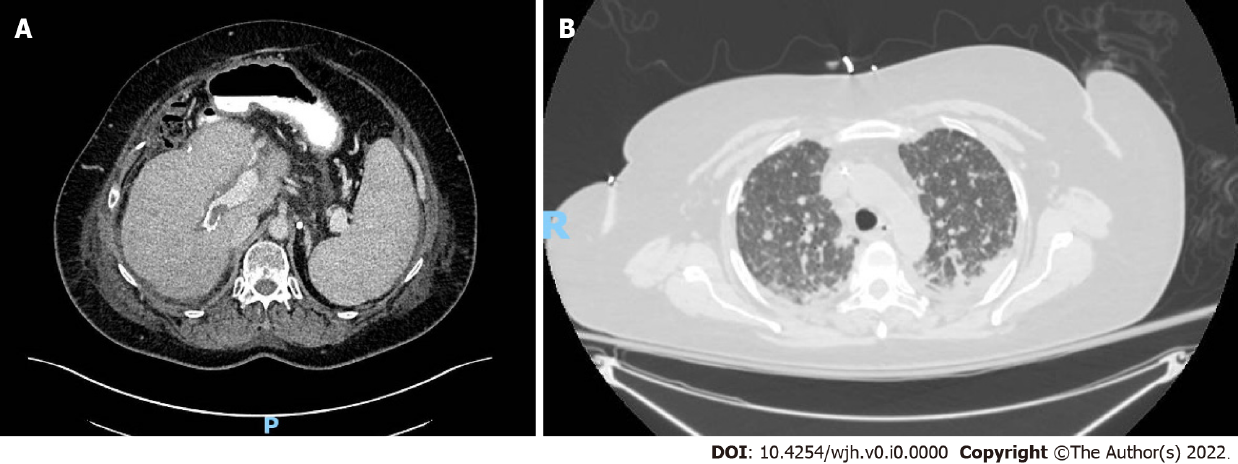 A
B
R
P
DOI: 10.4254/wjh.v0.i0.0000 Copyright ©The Author(s) 2022.